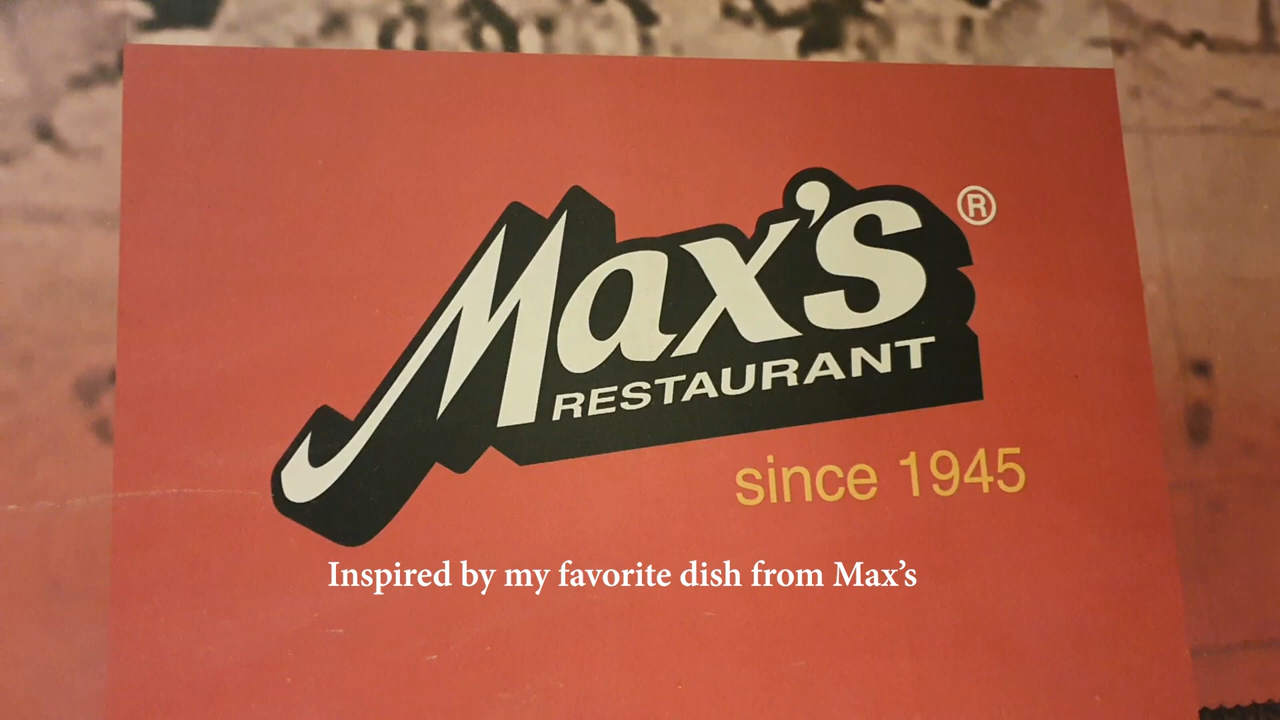 Max's
®
RESTAURANT
since 1945
Inspired by my favorite dish from Max’s